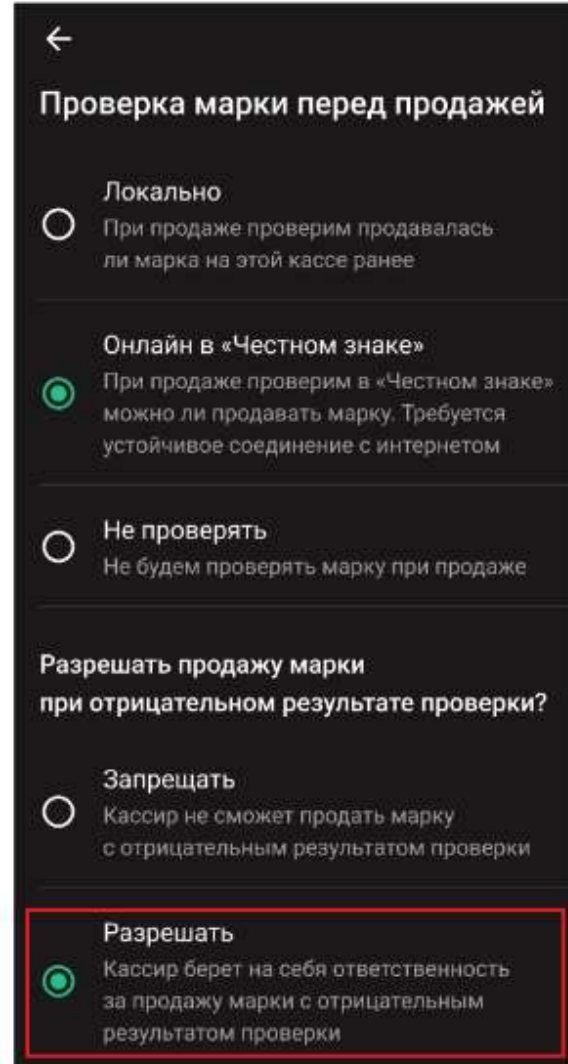 Проверка марки перед продажей
Локально
При продаже проверим продавалась
ли марка на этой кассе ранее
Онлайн в «Честном знаке»
При продаже проверим в «Честном знаке»
можно ли продавать марку. Требуется
устойчивое соединение с интернетом
Не проверять
Не будем проверять марку при продаже
Разрешать продажу марки
при отрицательном результате проверки?
Запрещать
Кассир не сможет продать марку
с отрицательным результатом проверки
Разрешать
Кассир берет на себя ответственность
за продажу марки с отрицательным
результатом проверки